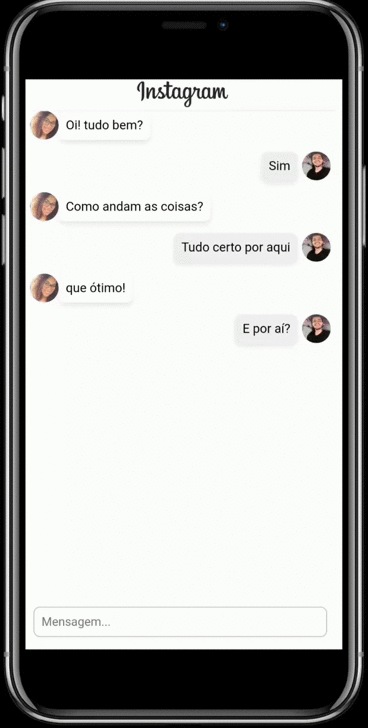 Instagram
Oi! tudo bem?
Sim
Como andam as coisas?
Tudo certo por aqui
que ótimo!
E por aí?
Mensagem...